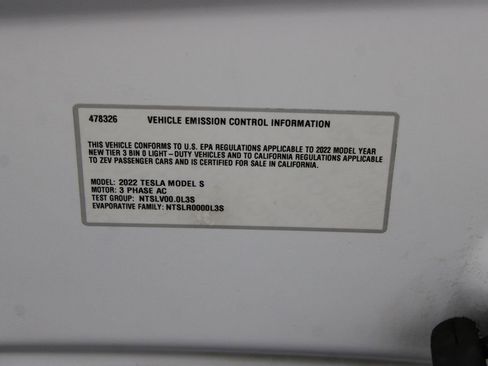 478326 VEHICLE EMISSION CONTROL INFORMATION
THIS VEHICLE CONFORMS TO U.S. EPA REGULATIONS APPLICABLE TO 2022 MODEL YEAR
NEW TIER 3 BIN 0 LIGHT-DUTY VEHICLES AND TO CALIFORNIA REGULATIONS APPLICABLE
TO ZEV PASSENGER CARS AND IS CERTIFIED FOR SALE IN CALIFORNIA.
MODEL: 2022 TESLA MODEL S
MOTOR: 3 PHASE AC
TEST GROUP: NTSLV00.0L3S
EVAPORATIVE FAMILY: NTSLR0000L3S